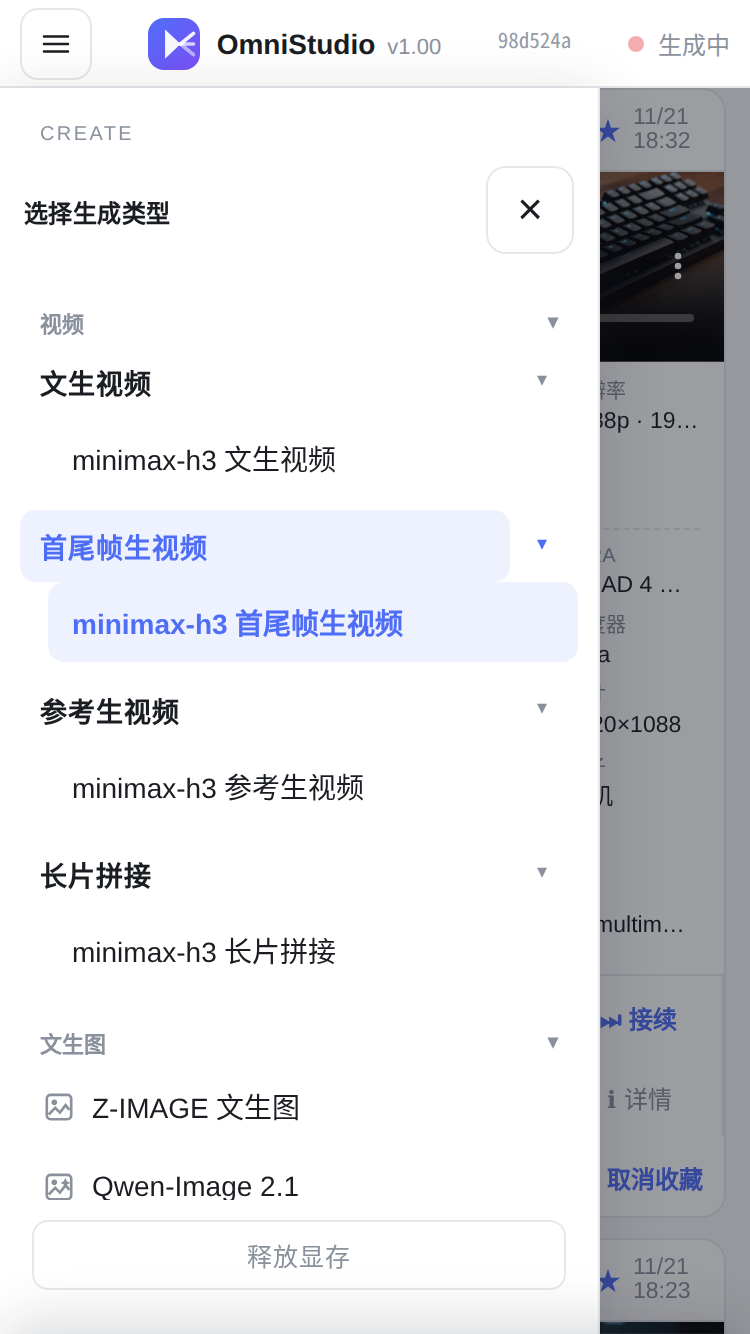 OmniStudio v1.00
98d524a
生成中
CREATE
选择生成类型
视频
文生视频
minimax-h3 文生视频
首尾帧生视频
minimax-h3 首尾帧生视频
参考生视频
minimax-h3 参考生视频
长片拼接
minimax-h3 长片拼接
文生图
Z-IMAGE 文生图
Qwen-Image 2.1
释放显存
11/21
18:32
率
88p · 19…
A
AD 4 …
器
a
20×1088
机
multim…
接续
详情
取消收藏
11/21
18:23